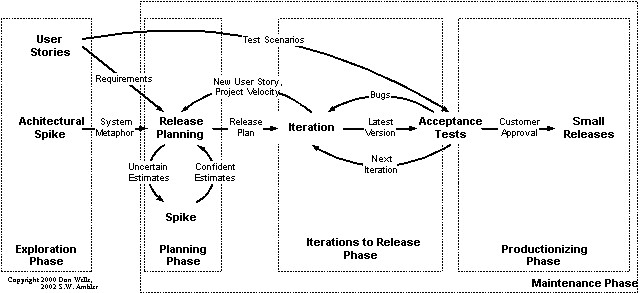 User
Stories
Test Scenarios
Requirements
New User Story,
Project Velocity
Bugs
Achitectural
Spike
System
Metaphor
Release
Planning
Release
Plan
Iteration
Latest
Version
Acceptance
Tests
Customer
Approval
Small
Releases
Uncertain
Estimates
Confident
Estimates
Next
Iteration
Spike
Exploration
Phase
Planning
Phase
Iterations to Release
Phase
Productionizing
Phase
Copyright 2000 Don Wells,
2002 S.W. Ambler
Maintenance Phase